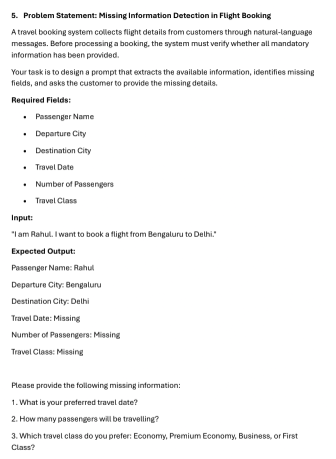 5. Problem Statement: Missing Information Detection in Flight Booking
A travel booking system collects flight details from customers through natural-language
messages. Before processing a booking, the system must verify whether all mandatory
information has been provided.
Your task is to design a prompt that extracts the available information, identifies missing
fields, and asks the customer to provide the missing details.
Required Fields:
• Passenger Name
• Departure City
• Destination City
• Travel Date
• Number of Passengers
• Travel Class
Input:
"I am Rahul. I want to book a flight from Bengaluru to Delhi."
Expected Output:
Passenger Name: Rahul
Departure City: Bengaluru
Destination City: Delhi
Travel Date: Missing
Number of Passengers: Missing
Travel Class: Missing
Please provide the following missing information:
1. What is your preferred travel date?
2. How many passengers will be travelling?
3. Which travel class do you prefer: Economy, Premium Economy, Business, or First
Class?